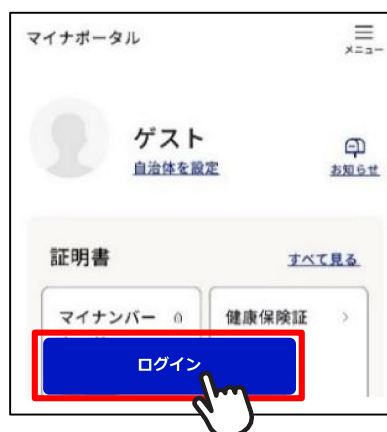 マイナポータル
メニュー
ゲスト
自治体を設定
お知らせ
証明書
すべて見る
マイナンバー
健康保険証
ログイン